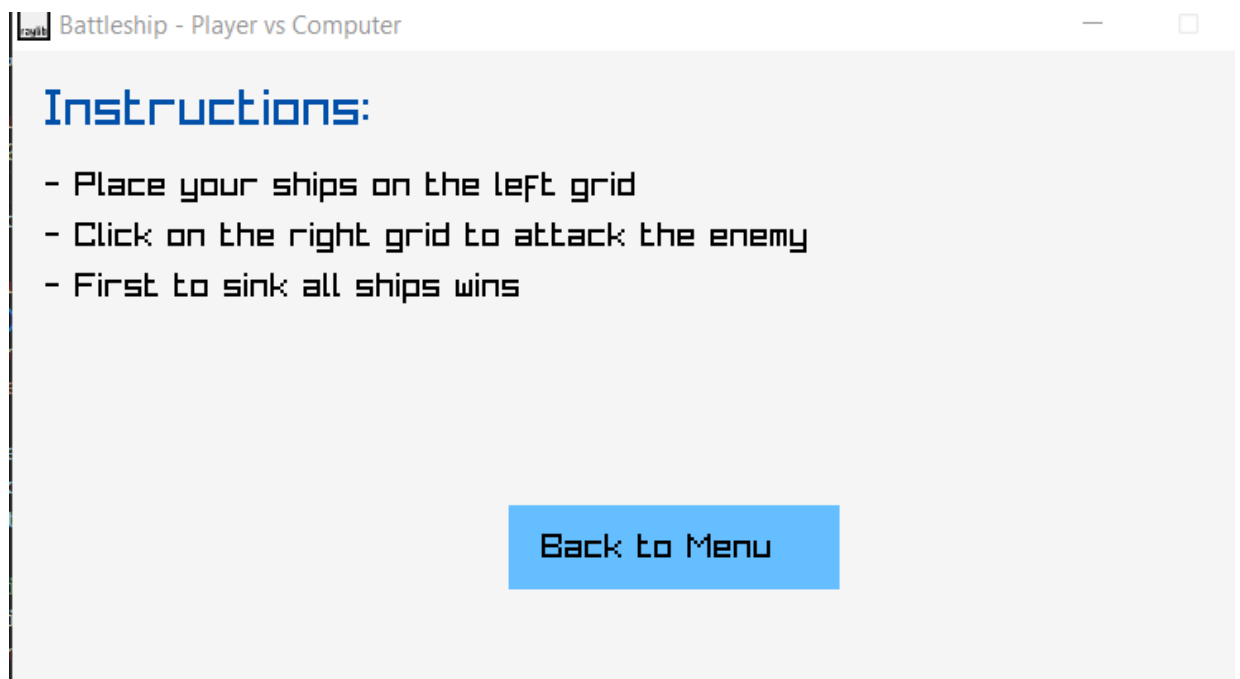 raylib
Battleship - Player vs Computer
Instructions:
- Place your ships on the left grid
- Click on the right grid to attack the enemy
- First to sink all ships wins
Back to Menu